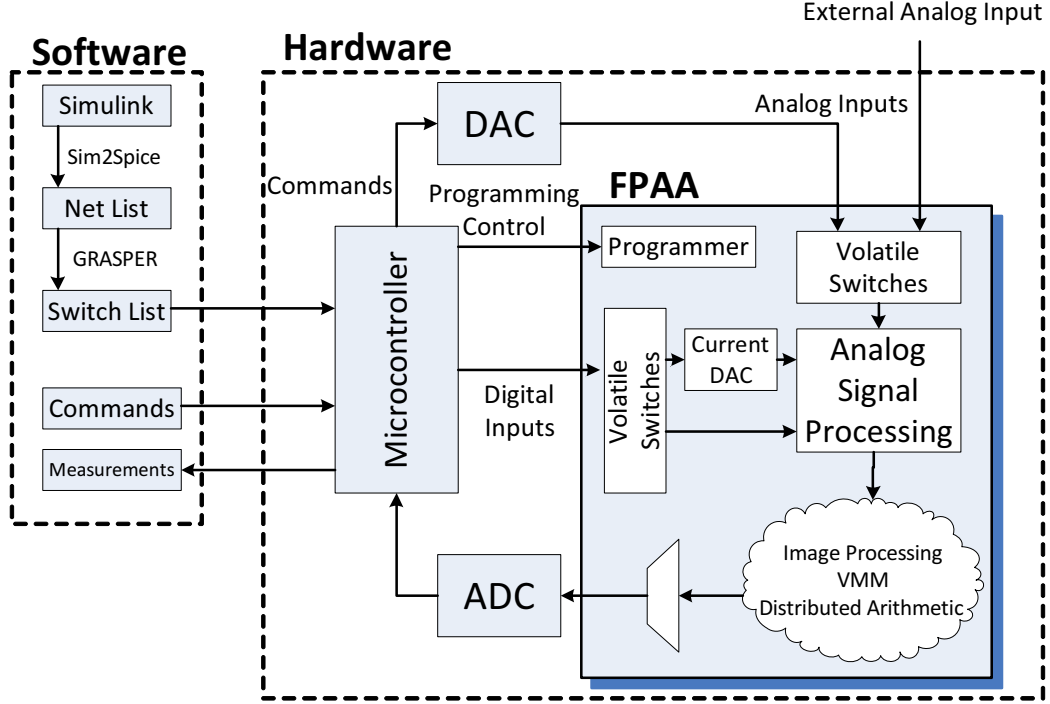 External Analog Input
Software
Hardware
Simulink
Sim2Spice
Net List
GRASPER
Switch List
Commands
Measurements
Commands
DAC
Analog Inputs
Programming
Control
Microcontroller
Digital
Inputs
ADC
FPAA
Programmer
Volatile
Switches
Volatile
Switches
Current
DAC
Analog
Signal
Processing
Image Processing
VMM
Distributed Arithmetic